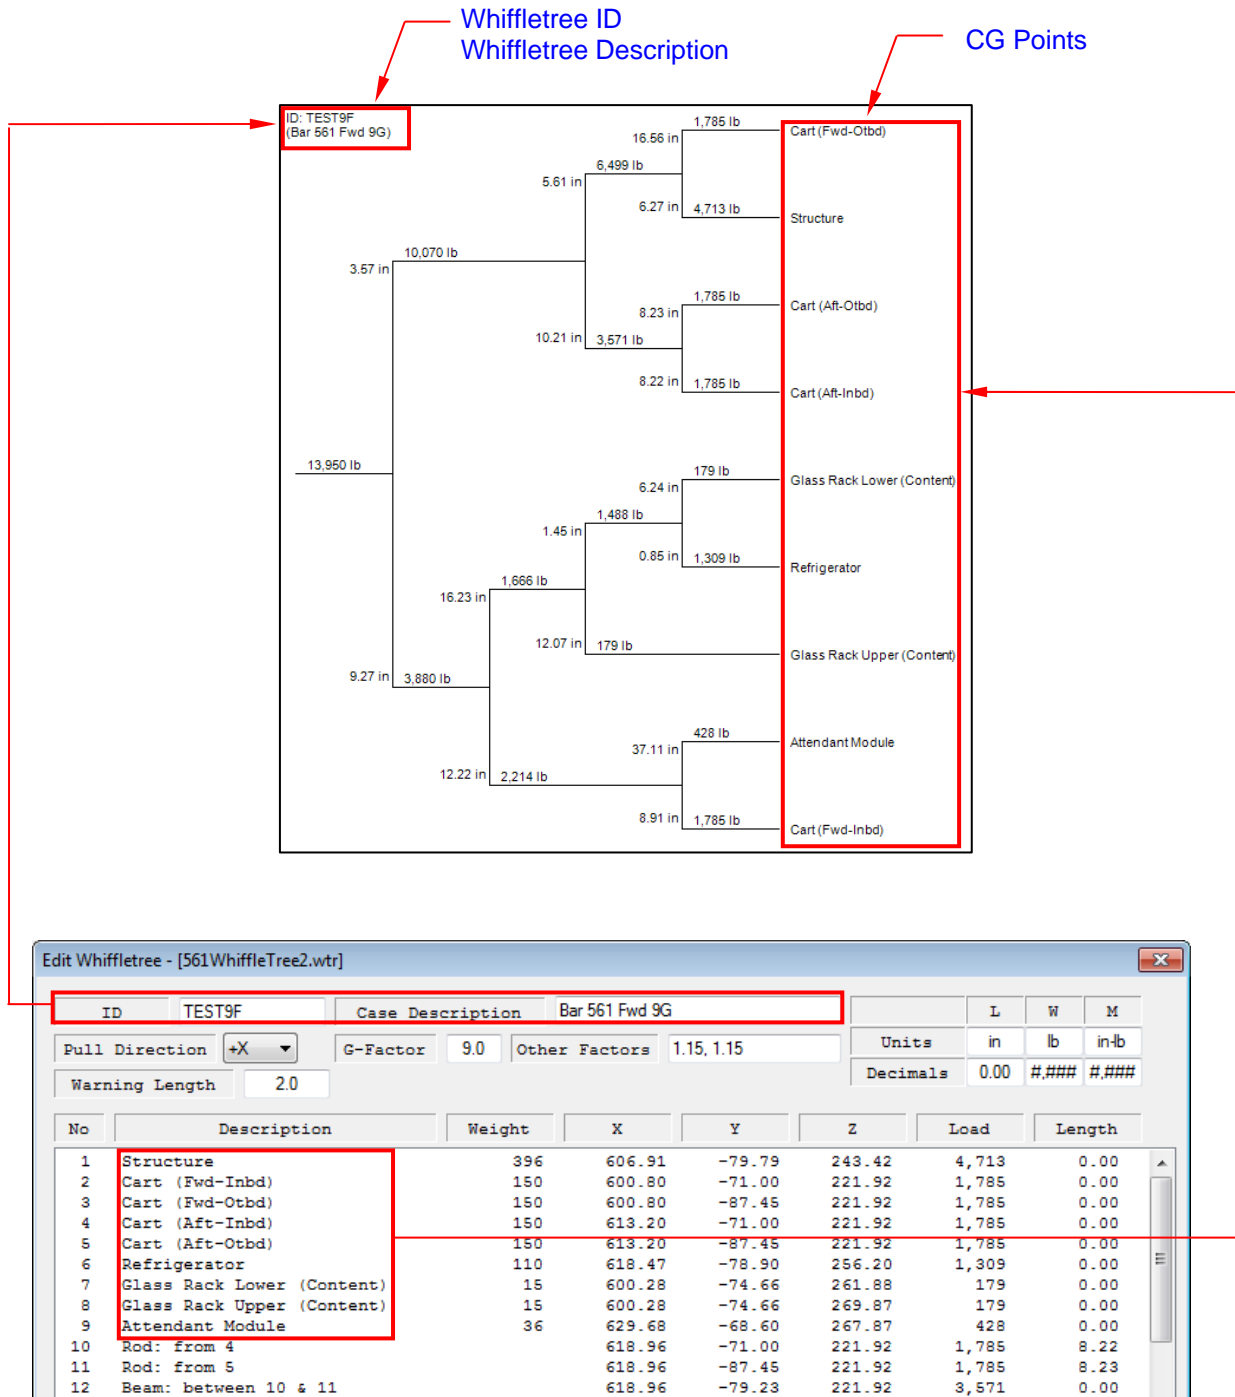 Whiffletree ID
Whiffletree Description
CG Points
ID: TEST9F
(Bar 561 Fwd 9G)
1,785 lb
Cart (Fwd-Otbd)
16.56 in
6,499 lb
5.61 in
6.27 in
4,713 lb
Structure
10,070 lb
3.57 in
1,785 lb
Cart (Aft-Otbd)
8.23 in
10.21 in
3,571 lb
8.22 in
1,785 lb
Cart (Aft-Inbd)
13,950 lb
179 lb
Glass Rack Lower (Content)
6.24 in
1,488 lb
1.45 in
0.85 in
1,309 lb
Refrigerator
1,666 lb
16.23 in
12.07 in
179 lb
Glass Rack Upper (Content)
9.27 in
3,880 lb
428 lb
Attendant Module
37.11 in
12.22 in
2,214 lb
8.91 in
1,785 lb
Cart (Fwd-Inbd)
Edit Whiffletree - [561WhiffleTree2.wtr]
ID TEST9F Case Description Bar 561 Fwd 9G L W M
Pull Direction +X G-Factor 9.0 Other Factors 1.15, 1.15 Units in lb in-lb
Warning Length 2.0 Decimals 0.00 #,### #,###
No Description Weight X Y Z Load Length
1 Structure 396 606.91 -79.79 243.42 4,713 0.00
2 Cart (Fwd-Inbd) 150 600.80 -71.00 221.92 1,785 0.00
3 Cart (Fwd-Otbd) 150 600.80 -87.45 221.92 1,785 0.00
4 Cart (Aft-Inbd) 150 613.20 -71.00 221.92 1,785 0.00
5 Cart (Aft-Otbd) 150 613.20 -87.45 221.92 1,785 0.00
6 Refrigerator 110 618.47 -78.90 256.20 1,309 0.00
7 Glass Rack Lower (Content) 15 600.28 -74.66 261.88 179 0.00
8 Glass Rack Upper (Content) 15 600.28 -74.66 269.87 179 0.00
9 Attendant Module 36 629.68 -68.60 267.87 428 0.00
10 Rod: from 4 618.96 -71.00 221.92 1,785 8.22
11 Rod: from 5 618.96 -87.45 221.92 1,785 8.23
12 Beam: between 10 & 11 618.96 -79.23 221.92 3,571 0.00